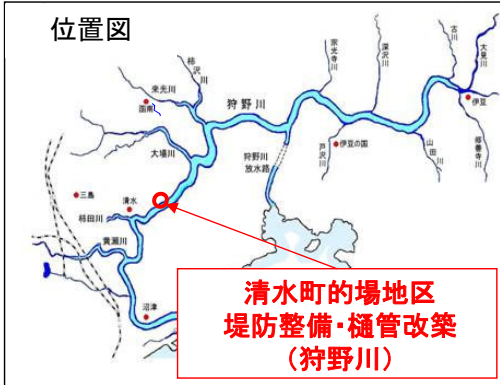 位置図
柿沢川
来光川
函南
狩野川
宗光寺川
深沢川
古川
大見川
伊豆
修善寺川
大場川
狩野川
放水路
戸沢川
伊豆の国
山田川
三島
清水
柿田川
黄瀬川
沼津
清水町的場地区
堤防整備・樋管改築
（狩野川）